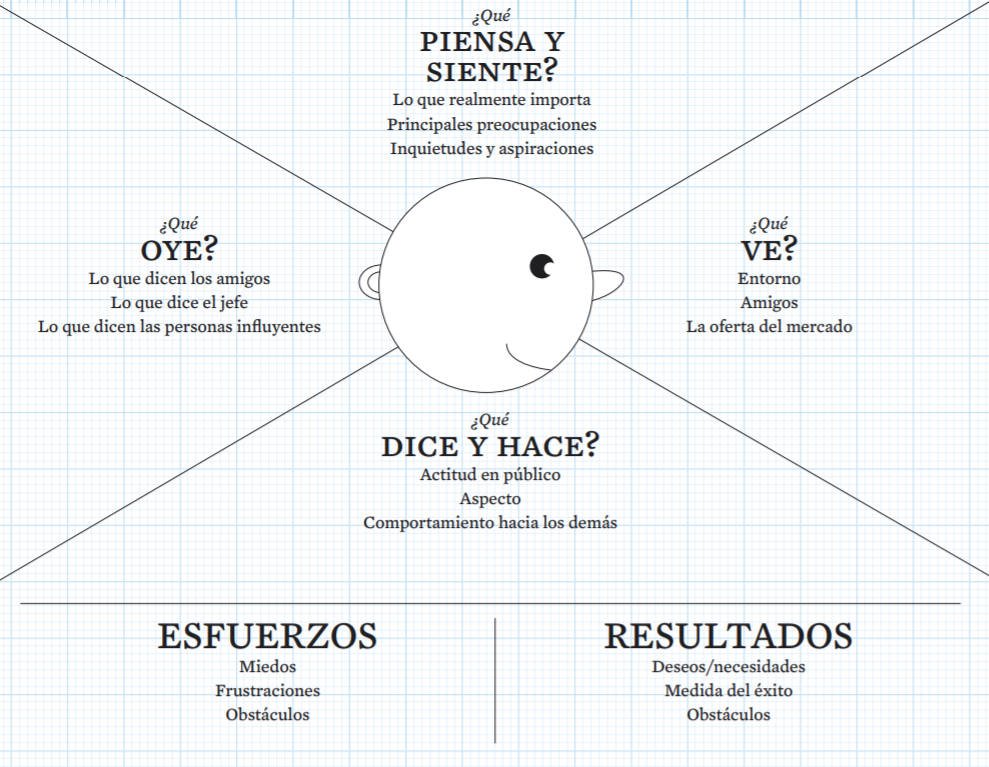 ¿Qué
PIENSA Y
SIENTE?
Lo que realmente importa
Principales preocupaciones
Inquietudes y aspiraciones
¿Qué
OYE?
Lo que dicen los amigos
Lo que dice el jefe
Lo que dicen las personas influyentes
¿Qué
VE?
Entorno
Amigos
La oferta del mercado
¿Qué
DICE Y HACE?
Actitud en público
Aspecto
Comportamiento hacia los demás
ESFUERZOS
Miedos
Frustraciones
Obstáculos
RESULTADOS
Deseos/necesidades
Medida del éxito
Obstáculos